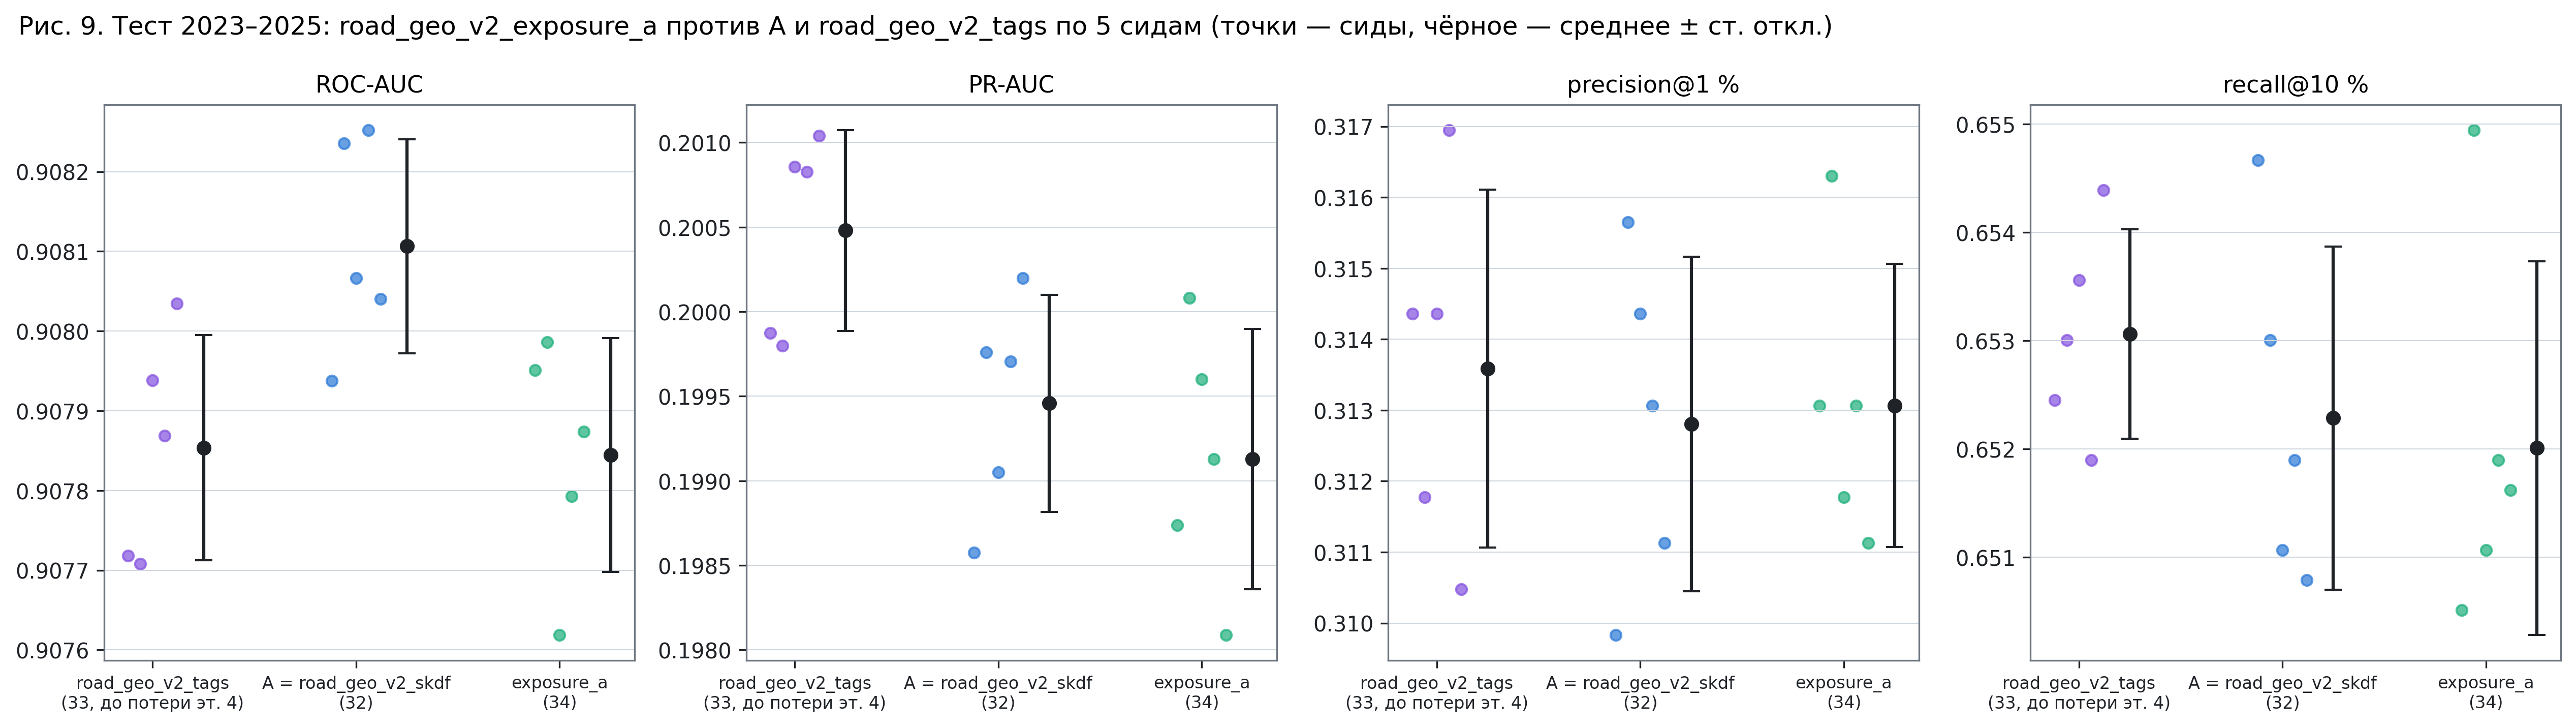 Рис. 9. Тест 2023–2025: road_geo_v2_exposure_a против A и road_geo_v2_tags по 5 сидам (точки — сиды, чёрное — среднее ± ст. откл.)
ROC-AUC
0.9082
0.9081
0.9080
0.9079
0.9078
0.9077
0.9076
road_geo_v2_tags
(33, до потери эт. 4)
A = road_geo_v2_skdf
(32)
exposure_a
(34)
PR-AUC
0.2010
0.2005
0.2000
0.1995
0.1990
0.1985
0.1980
road_geo_v2_tags
(33, до потери эт. 4)
A = road_geo_v2_skdf
(32)
exposure_a
(34)
precision@1 %
0.317
0.316
0.315
0.314
0.313
0.312
0.311
0.310
road_geo_v2_tags
(33, до потери эт. 4)
A = road_geo_v2_skdf
(32)
exposure_a
(34)
recall@10 %
0.655
0.654
0.653
0.652
0.651
road_geo_v2_tags
(33, до потери эт. 4)
A = road_geo_v2_skdf
(32)
exposure_a
(34)